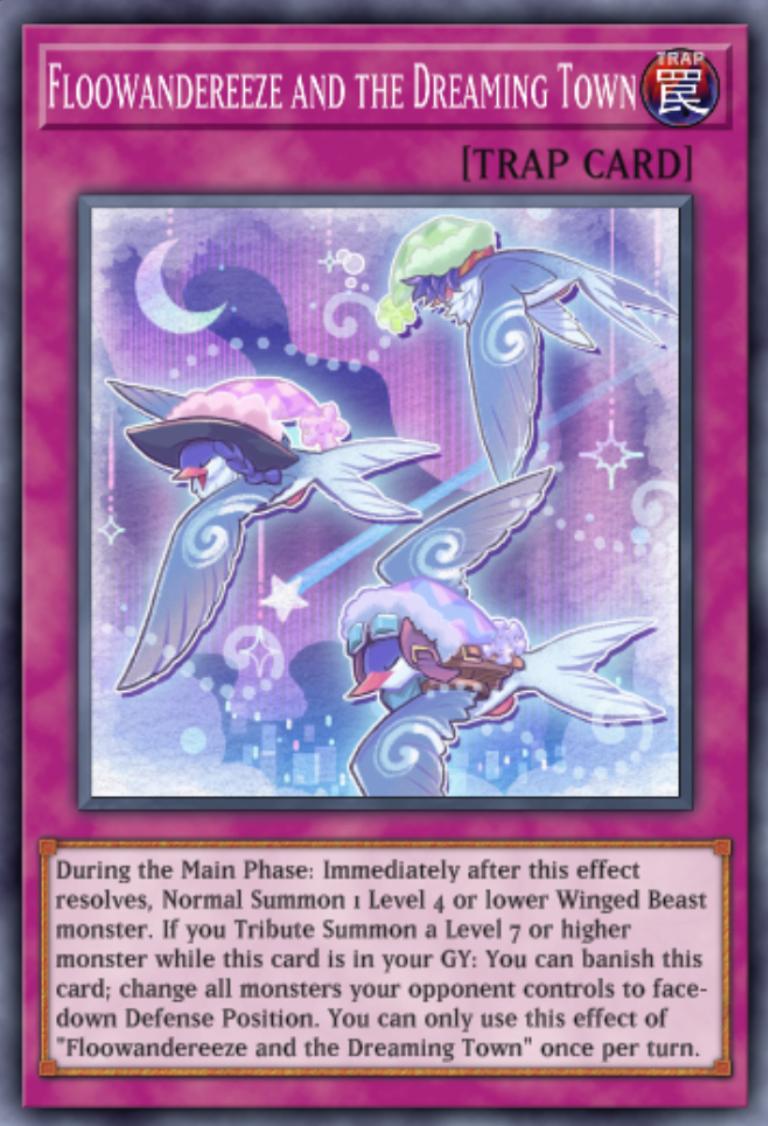 Floowandereeze and the Dreaming Town
TRAP
罠
[TRAP CARD]
During the Main Phase: Immediately after this effect
resolves, Normal Summon 1 Level 4 or lower Winged Beast
monster. If you Tribute Summon a Level 7 or higher
monster while this card is in your GY: You can banish this
card; change all monsters your opponent controls to face-
down Defense Position. You can only use this effect of
"Floowandereeze and the Dreaming Town" once per turn.